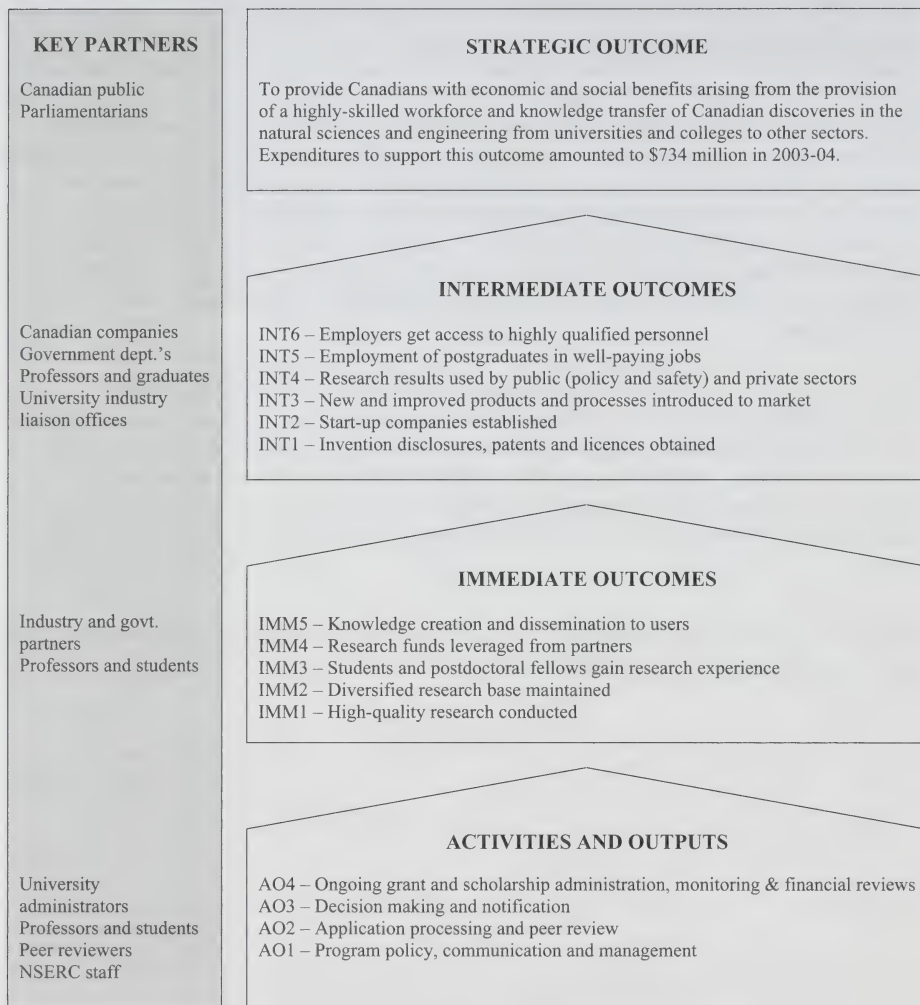 KEY PARTNERS
Canadian public
Parliamentarians
STRATEGIC OUTCOME
To provide Canadians with economic and social benefits arising from the provision
of a highly-skilled workforce and knowledge transfer of Canadian discoveries in the
natural sciences and engineering from universities and colleges to other sectors.
Expenditures to support this outcome amounted to $734 million in 2003-04.
Canadian companies
Government dept.'s
Professors and graduates
University industry
liaison offices
INTERMEDIATE OUTCOMES
INT6 – Employers get access to highly qualified personnel
INT5 – Employment of postgraduates in well-paying jobs
INT4 – Research results used by public (policy and safety) and private sectors
INT3 – New and improved products and processes introduced to market
INT2 – Start-up companies established
INT1 – Invention disclosures, patents and licences obtained
Industry and govt.
partners
Professors and students
IMMEDIATE OUTCOMES
IMM5 – Knowledge creation and dissemination to users
IMM4 – Research funds leveraged from partners
IMM3 – Students and postdoctoral fellows gain research experience
IMM2 – Diversified research base maintained
IMM1 – High-quality research conducted
University
administrators
Professors and students
Peer reviewers
NSERC staff
ACTIVITIES AND OUTPUTS
AO4 – Ongoing grant and scholarship administration, monitoring & financial reviews
AO3 – Decision making and notification
AO2 – Application processing and peer review
AO1 – Program policy, communication and management